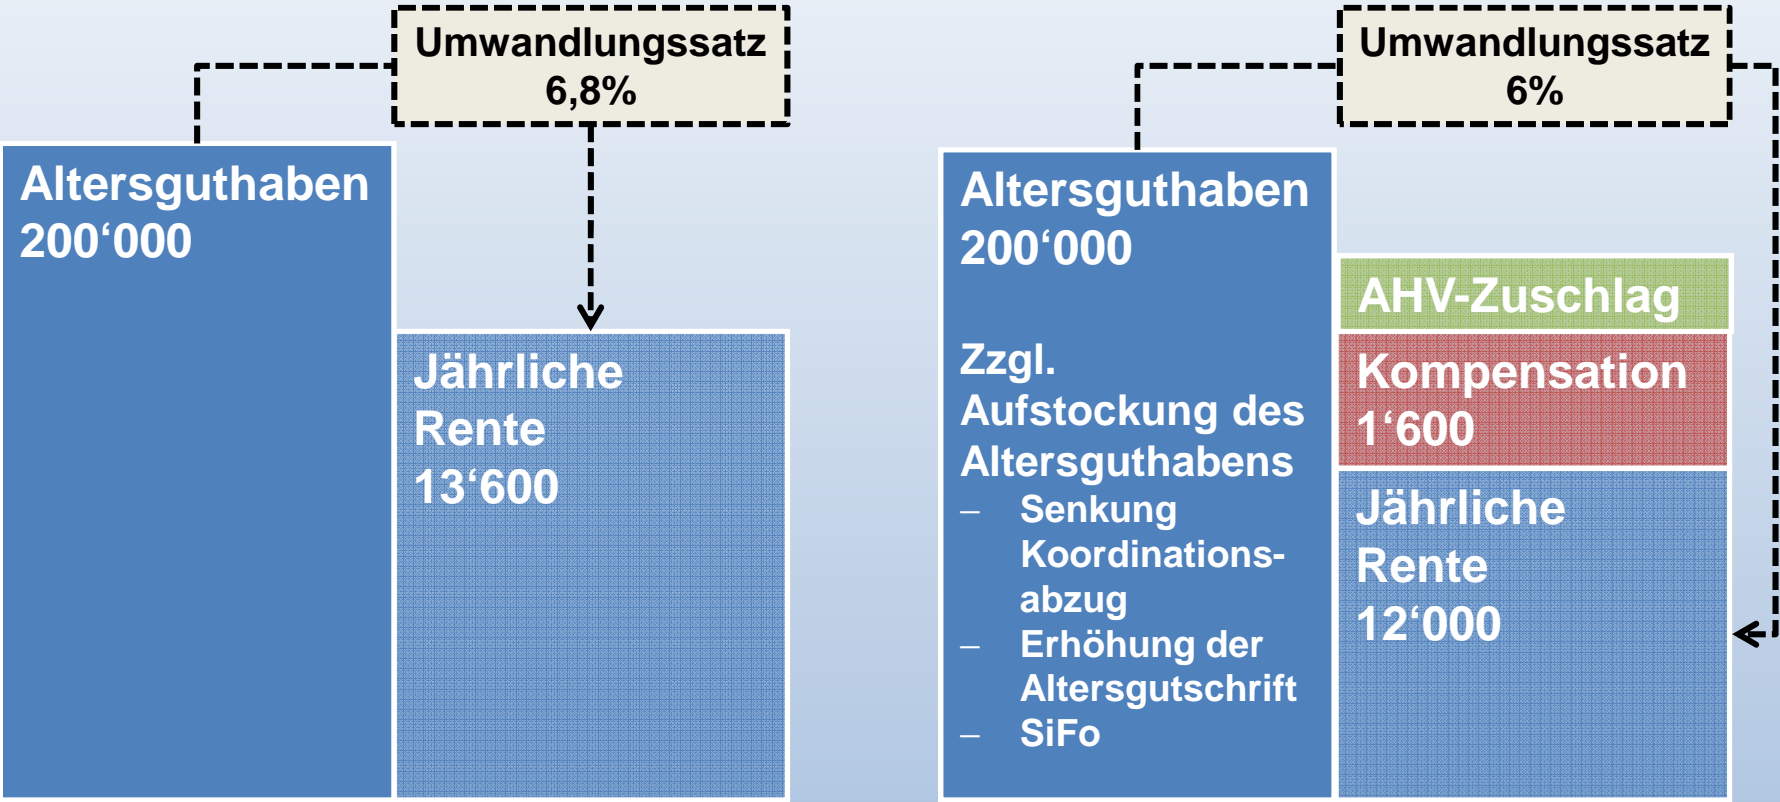 Umwandlungssatz
6,8%
Altersguthaben
200‘000
Jährliche
Rente
13‘600
Umwandlungssatz
6%
Altersguthaben
200‘000
Zzgl.
Aufstockung des
Altersguthabens
– Senkung
Koordinations-
abzug
– Erhöhung der
Altersgutschrift
– SiFo
AHV-Zuschlag
Kompensation
1‘600
Jährliche
Rente
12‘000